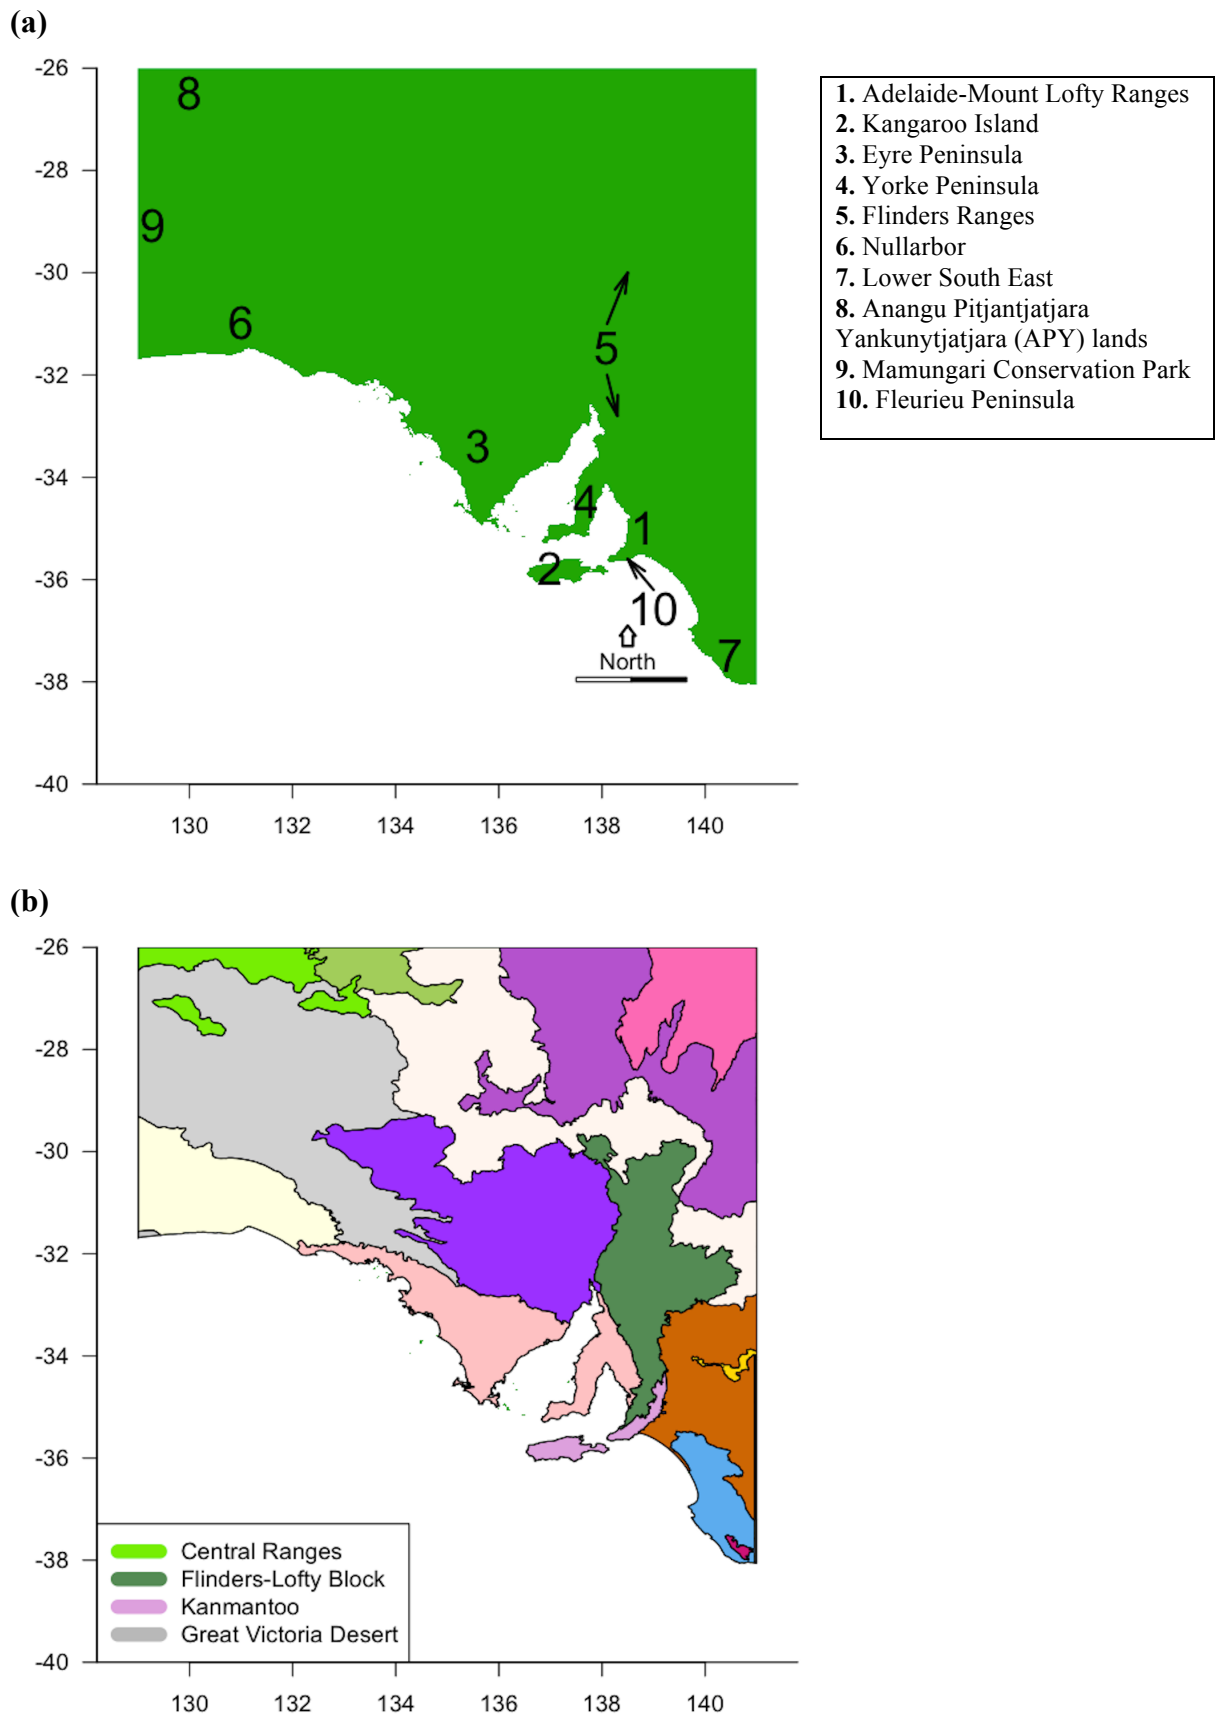 (a)
-26
-28
-30
-32
-34
-36
-38
-40
130 132 134 136 138 140
8
9
6
5
3
4
1
2
10
7
North
1. Adelaide-Mount Lofty Ranges
2. Kangaroo Island
3. Eyre Peninsula
4. Yorke Peninsula
5. Flinders Ranges
6. Nullarbor
7. Lower South East
8. Anangu Pitjantjatjara
Yankunytjatjara (APY) lands
9. Mamungari Conservation Park
10. Fleurieu Peninsula
(b)
-26
-28
-30
-32
-34
-36
-38
-40
130 132 134 136 138 140
Central Ranges
Flinders-Lofty Block
Kanmantoo
Great Victoria Desert